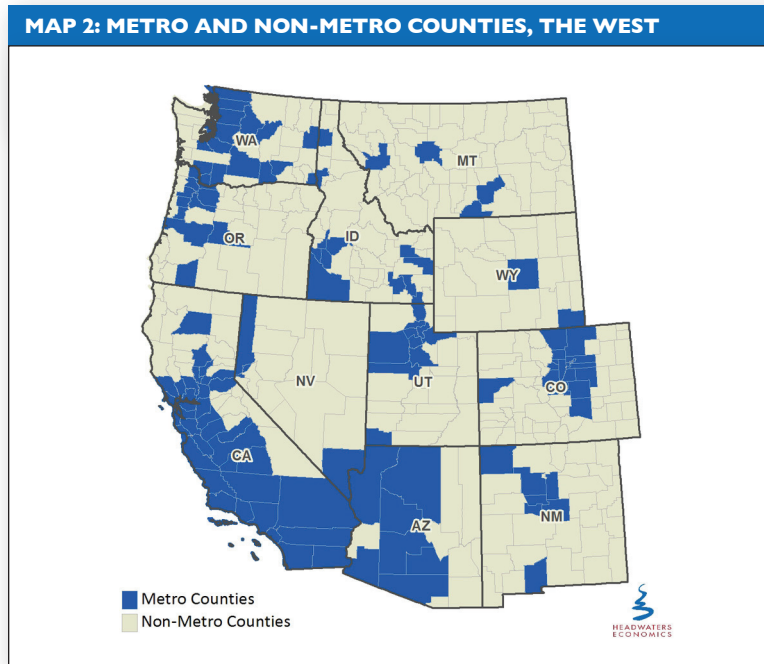 MAP 2: METRO AND NON-METRO COUNTIES, THE WEST
WA
MT
OR
ID
WY
NV
UT
CO
CA
AZ
NM
Metro Counties
Non-Metro Counties
HEADWATERS
ECONOMICS